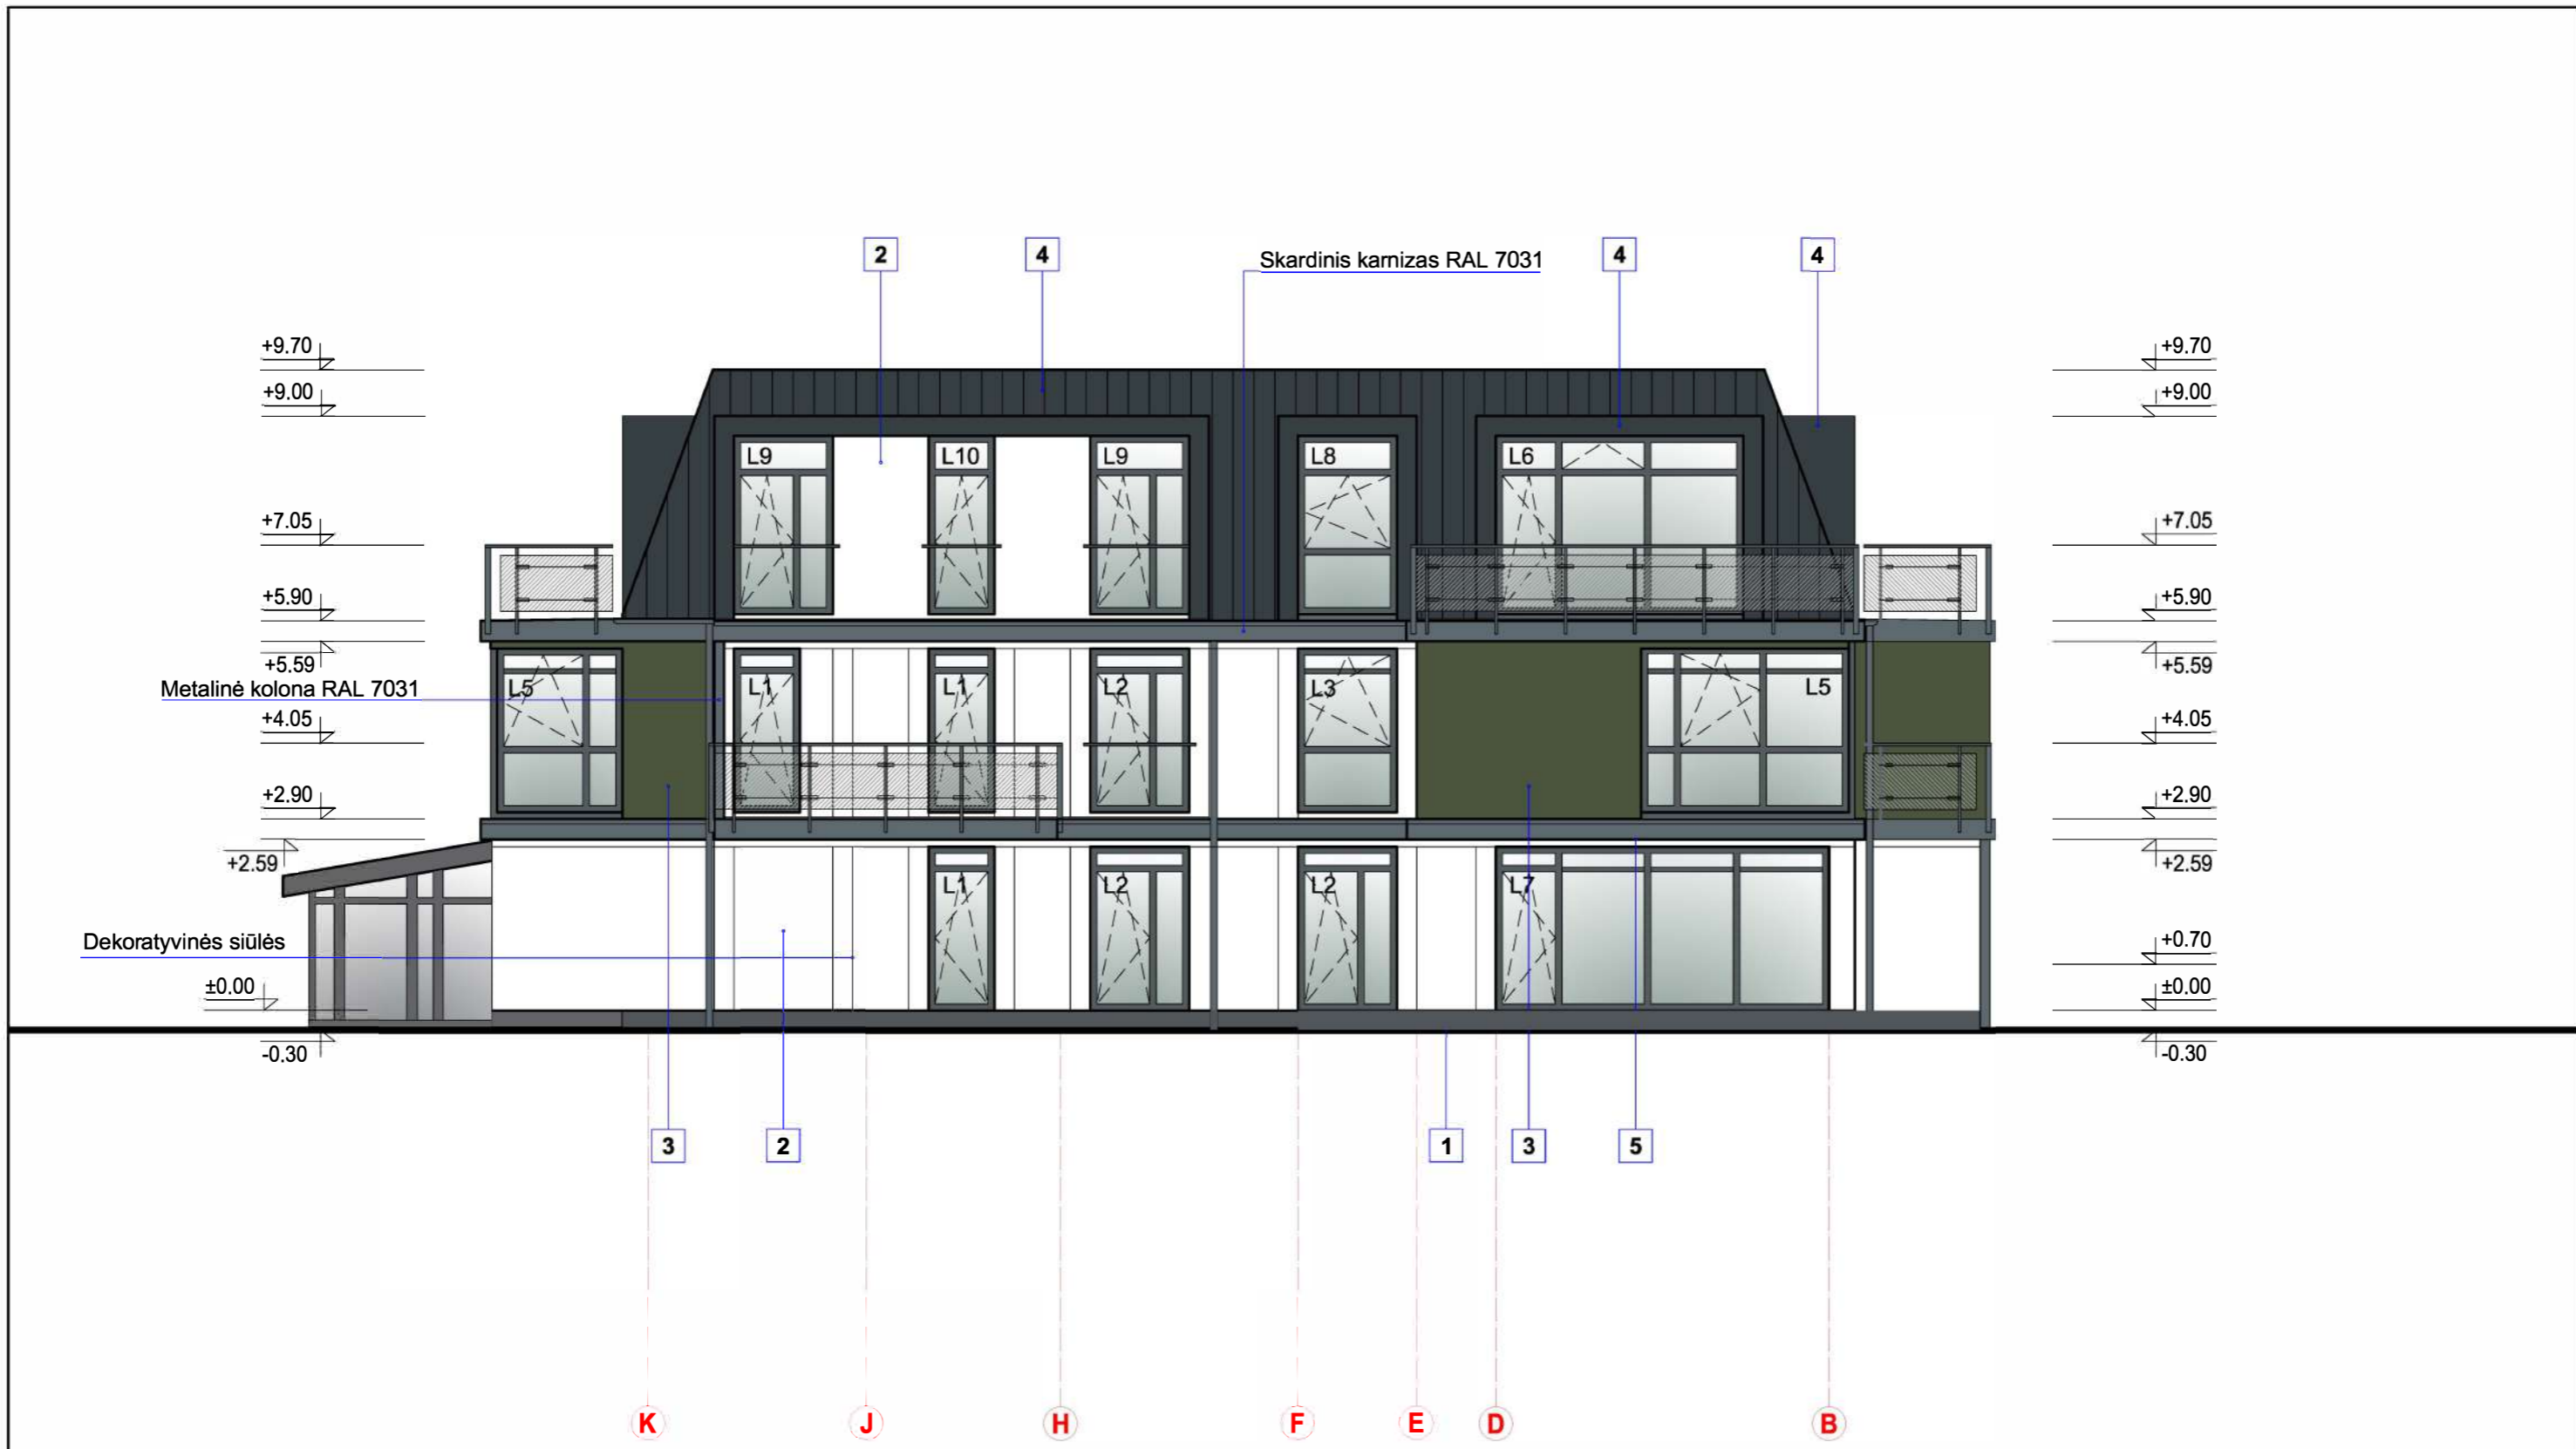 2
4
Skardinis karnizas RAL 7031
4
4
+9.70
+9.70
+9.00
+9.00
L9
L10
L9
L8
L6
+7.05
+7.05
+5.90
+5.90
+5.59
+5.59
Metalinė kolona RAL 7031
L5
L1
L1
L2
L3
L5
+4.05
+4.05
+2.90
+2.90
+2.59
+2.59
L1
L2
L2
L7
Dekoratyvinės siūlės
+0.70
±0.00
±0.00
-0.30
-0.30
3
2
1
3
5
K
J
H
F
E
D
B